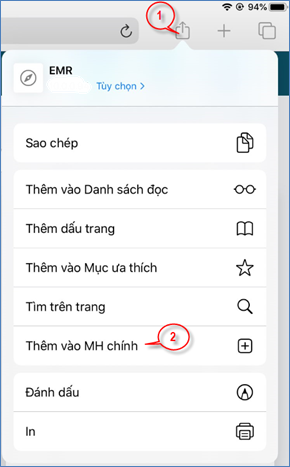 94%
1
EMR
Tùy chọn >
Sao chép
Thêm vào Danh sách đọc
Thêm dấu trang
Thêm vào Mục ưa thích
Tìm trên trang
Thêm vào MH chính
2
Đánh dấu
In